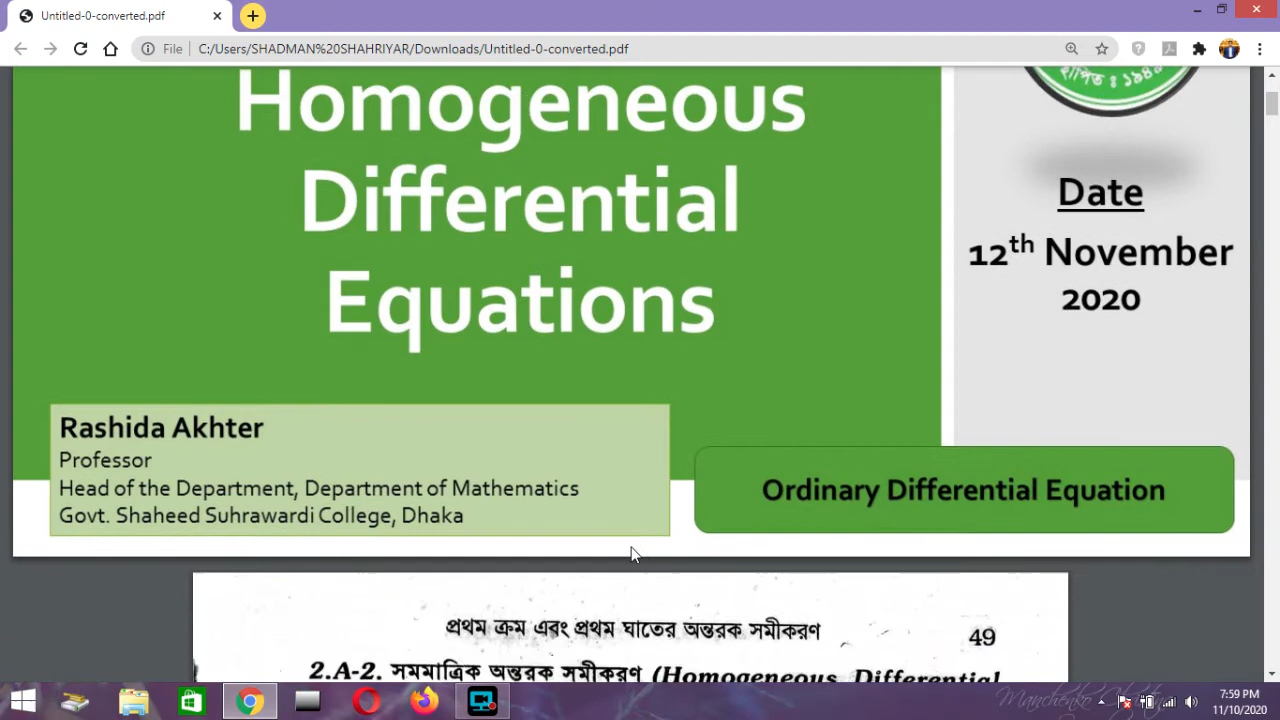 Untitled-0-converted.pdf
File C:/Users/SHADMAN%20SHAHRIYAR/Downloads/Untitled-0-converted.pdf
Homogeneous
Differential
Equations
স্থাপিত : ১৯৪৯
Date
12th November
2020
Rashida Akhter
Professor
Head of the Department, Department of Mathematics
Govt. Shaheed Suhrawardi College, Dhaka
Ordinary Differential Equation
প্রথম ক্রম এবং প্রথম ঘাতের অন্তরক সমীকরণ 49
2.A-2. সমমাত্রিক অন্তরক সমীকরণ (Homogeneous Differential
Manchenko
7:59 PM
11/10/2020